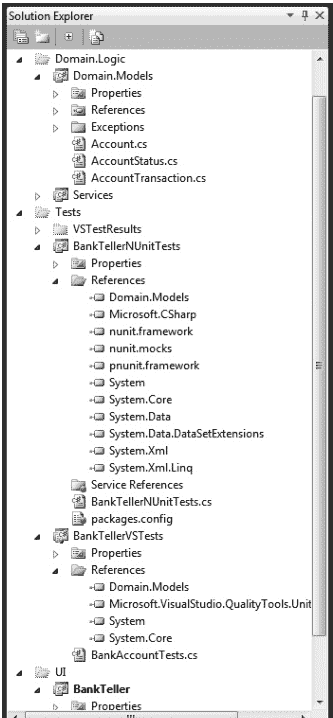 Solution Explorer
Domain.Logic
Domain.Models
Properties
References
Exceptions
Account.cs
AccountStatus.cs
AccountTransaction.cs
Services
Tests
VSTestResults
BankTellerNUnitTests
Properties
References
Domain.Models
Microsoft.CSharp
nunit.framework
nunit.mocks
pnunit.framework
System
System.Core
System.Data
System.Data.DataSetExtensions
System.Xml
System.Xml.Linq
Service References
BankTellerNUnitTests.cs
packages.config
BankTellerVSTests
Properties
References
Domain.Models
Microsoft.VisualStudio.QualityTools.Unit
System
System.Core
BankAccountTests.cs
UI
BankTeller
Properties